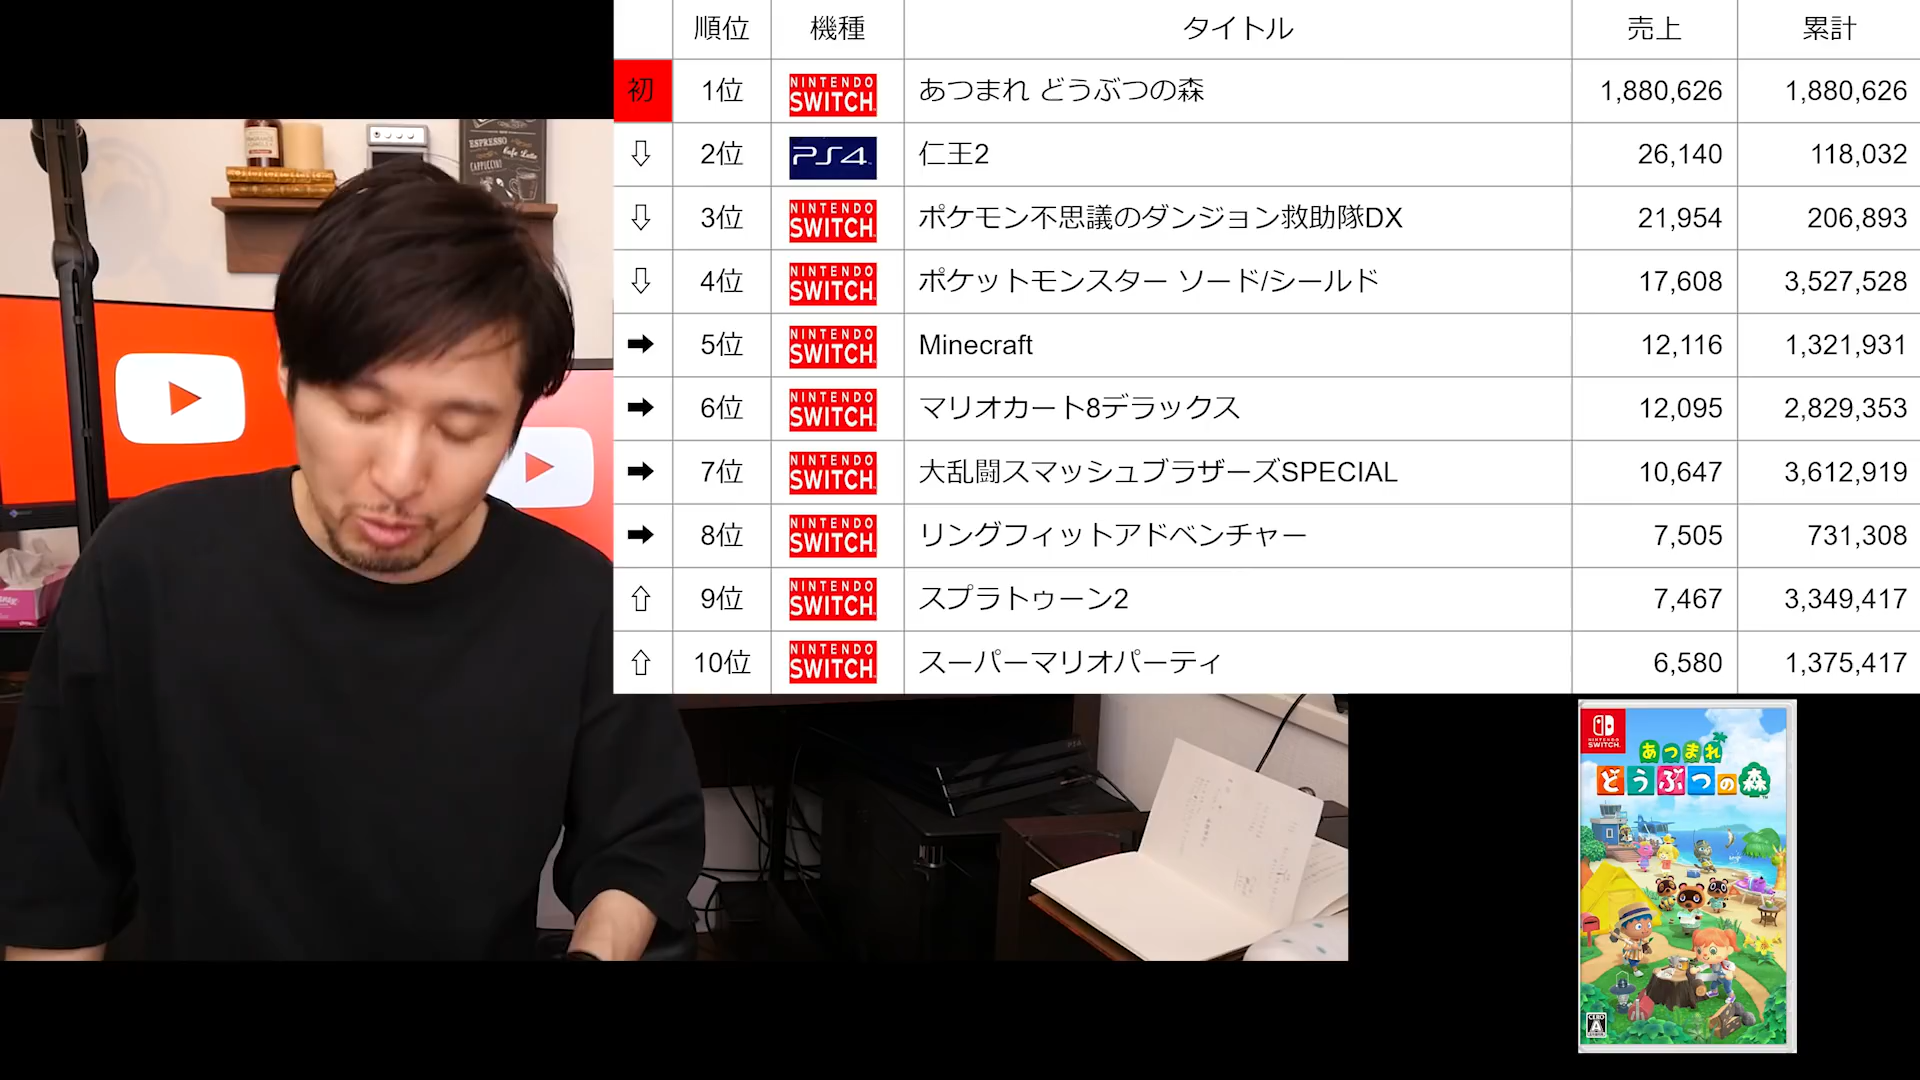 順位 機種 タイトル 売上 累計
初 1位 NINTENDO SWITCH あつまれ どうぶつの森 1,880,626 1,880,626
⇩ 2位 PS4 仁王2 26,140 118,032
⇩ 3位 NINTENDO SWITCH ポケモン不思議のダンジョン救助隊DX 21,954 206,893
⇩ 4位 NINTENDO SWITCH ポケットモンスター ソード/シールド 17,608 3,527,528
➡ 5位 NINTENDO SWITCH Minecraft 12,116 1,321,931
➡ 6位 NINTENDO SWITCH マリオカート8デラックス 12,095 2,829,353
➡ 7位 NINTENDO SWITCH 大乱闘スマッシュブラザーズSPECIAL 10,647 3,612,919
➡ 8位 NINTENDO SWITCH リングフィットアドベンチャー 7,505 731,308
⇧ 9位 NINTENDO SWITCH スプラトゥーン2 7,467 3,349,417
⇧ 10位 NINTENDO SWITCH スーパーマリオパーティ 6,580 1,375,417
ESPRESSO
Cafe Latte
CAPPUCCINO
PS4
NINTENDO
SWITCH
あつまれ
どうぶつの森
CERO
A